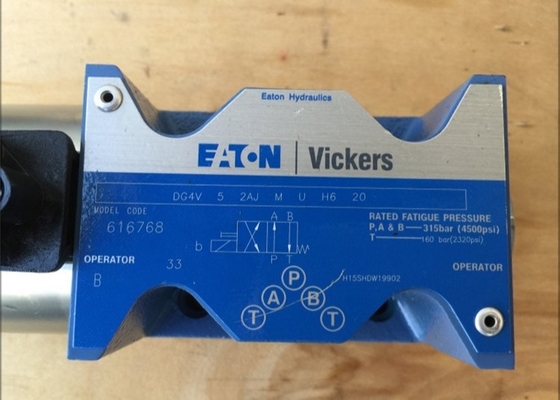 Eaton Hydraulics
EATON | Vickers
DG4V 5 2AJ M U H6 20
MODEL CODE
616768
RATED FATIGUE PRESSURE
P,A & B—315bar (4500psi)
T—160 bar(2320psi)
A B
b
P T
OPERATOR
B
33
OPERATOR
H15SHDW19902
P
A B
T T